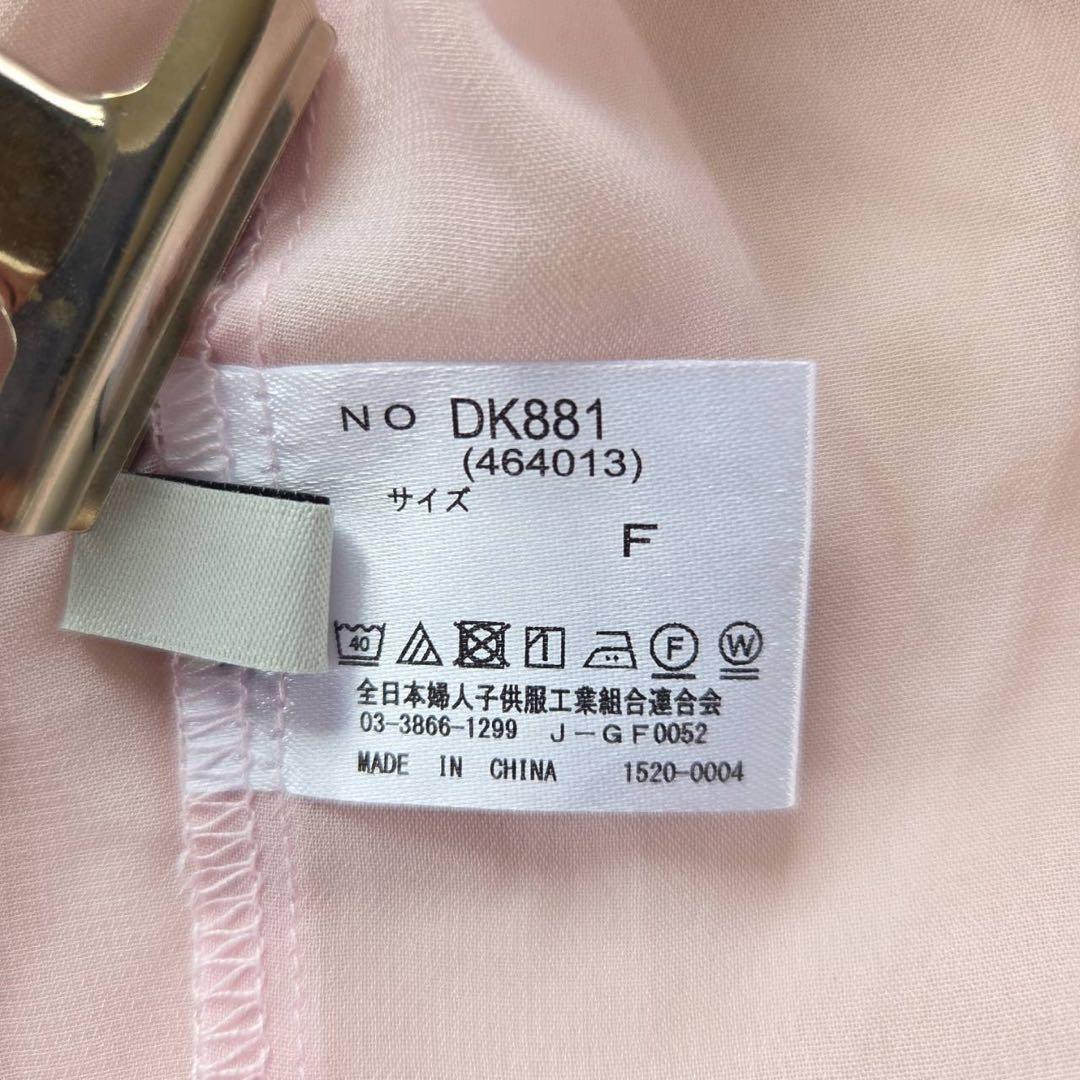 NO DK881
(464013)
サイズ
F
40 F W
全日本婦人子供服工業組合連合会
03-3866-1299 J-GF0052
MADE IN CHINA 1520-0004